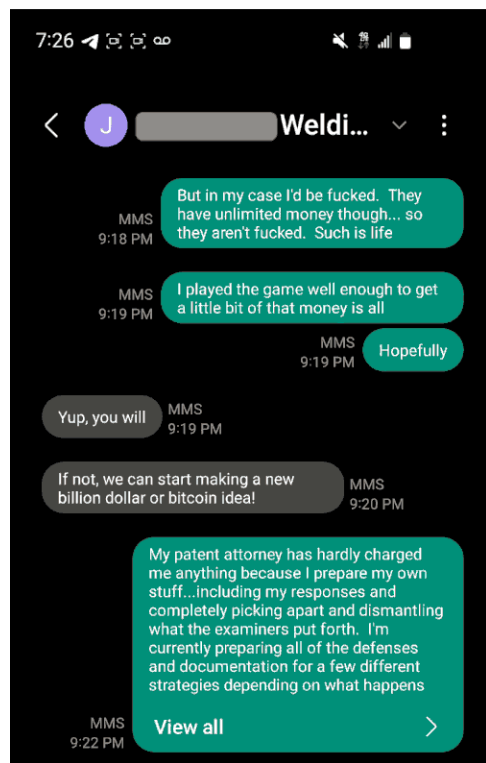 7:26
J
Weldi...
But in my case I'd be fucked.  They
have unlimited money though... so
they aren't fucked.  Such is life
MMS
9:18 PM
I played the game well enough to get
a little bit of that money is all
MMS
9:19 PM
Hopefully
MMS
9:19 PM
Yup, you will
MMS
9:19 PM
If not, we can start making a new
billion dollar or bitcoin idea!
MMS
9:20 PM
My patent attorney has hardly charged
me anything because I prepare my own
stuff...including my responses and
completely picking apart and dismantling
what the examiners put forth.  I'm
currently preparing all of the defenses
and documentation for a few different
strategies depending on what happens
View all
MMS
9:22 PM